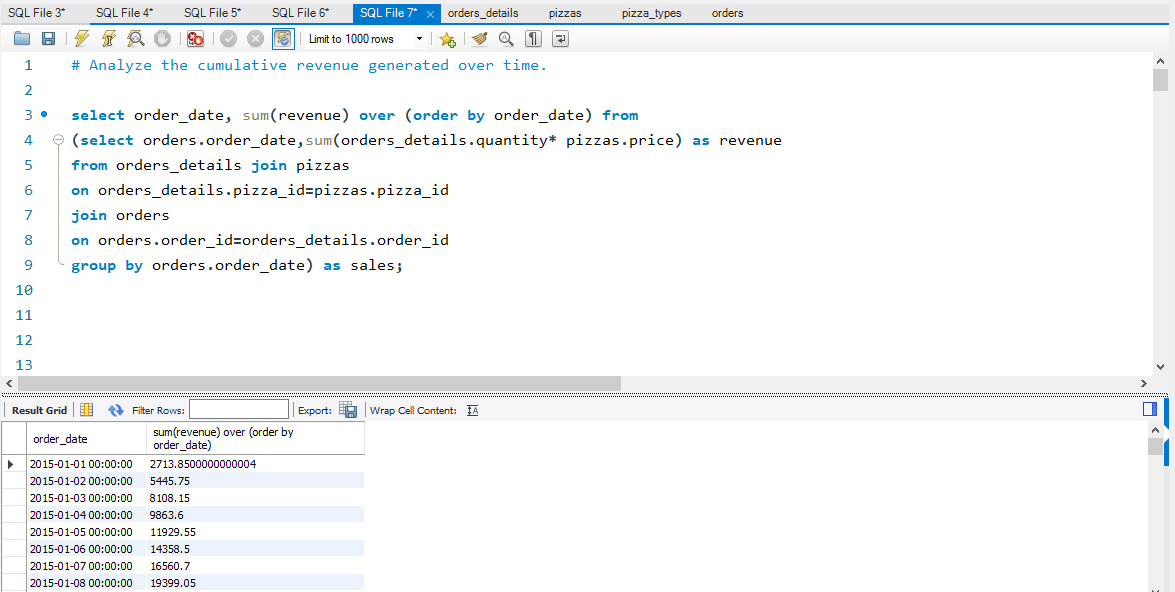 SQL File 3* SQL File 4* SQL File 5* SQL File 6* SQL File 7* orders_details pizzas pizza_types orders
Limit to 1000 rows
1 # Analyze the cumulative revenue generated over time.
2
3 select order_date, sum(revenue) over (order by order_date) from
4 (select orders.order_date,sum(orders_details.quantity* pizzas.price) as revenue
5 from orders_details join pizzas
6 on orders_details.pizza_id=pizzas.pizza_id
7 join orders
8 on orders.order_id=orders_details.order_id
9 group by orders.order_date) as sales;
10
11
12
13
Result Grid Filter Rows: Export: Wrap Cell Content: IA
order_date sum(revenue) over (order by
order_date)
2015-01-01 00:00:00 2713.8500000000004
2015-01-02 00:00:00 5445.75
2015-01-03 00:00:00 8108.15
2015-01-04 00:00:00 9863.6
2015-01-05 00:00:00 11929.55
2015-01-06 00:00:00 14358.5
2015-01-07 00:00:00 16560.7
2015-01-08 00:00:00 19399.05